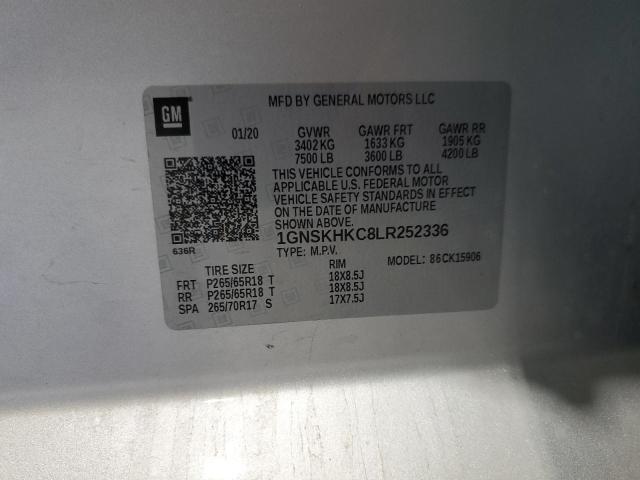 GM
MFD BY GENERAL MOTORS LLC
01/20 GVWR GAWR FRT GAWR RR
3402 KG 1633 KG 1905 KG
7500 LB 3600 LB 4200 LB
THIS VEHICLE CONFORMS TO ALL
APPLICABLE U.S. FEDERAL MOTOR
VEHICLE SAFETY STANDARDS IN EFFECT
ON THE DATE OF MANUFACTURE
SHOWN ABOVE.
1GNSKHKC8LR252336
636R
TYPE: M.P.V. MODEL: 86CK15906
TIRE SIZE RIM
FRT P265/65R18 T 18X8.5J
RR P265/65R18 T 18X8.5J
SPA 265/70R17 S 17X7.5J